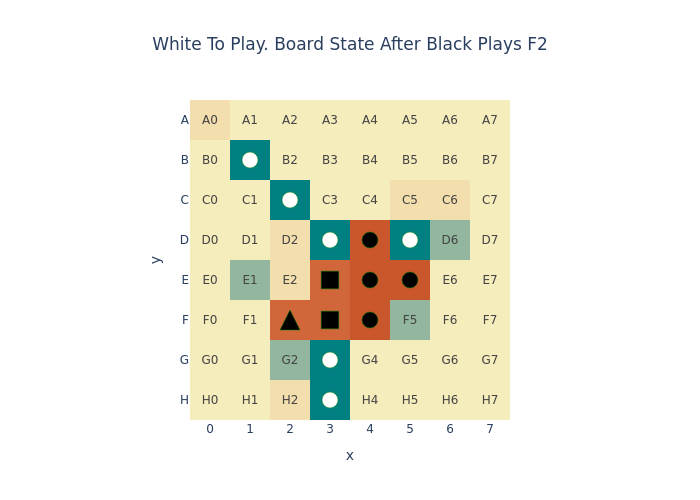 White To Play. Board State After Black Plays F2
A A0 A1 A2 A3 A4 A5 A6 A7
B B0 B2 B3 B4 B5 B6 B7
C C0 C1 C3 C4 C5 C6 C7
D D0 D1 D2 D6 D7
y
E E0 E1 E2 E6 E7
F F0 F1 F5 F6 F7
G G0 G1 G2 G4 G5 G6 G7
H H0 H1 H2 H4 H5 H6 H7
0 1 2 3 4 5 6 7
x